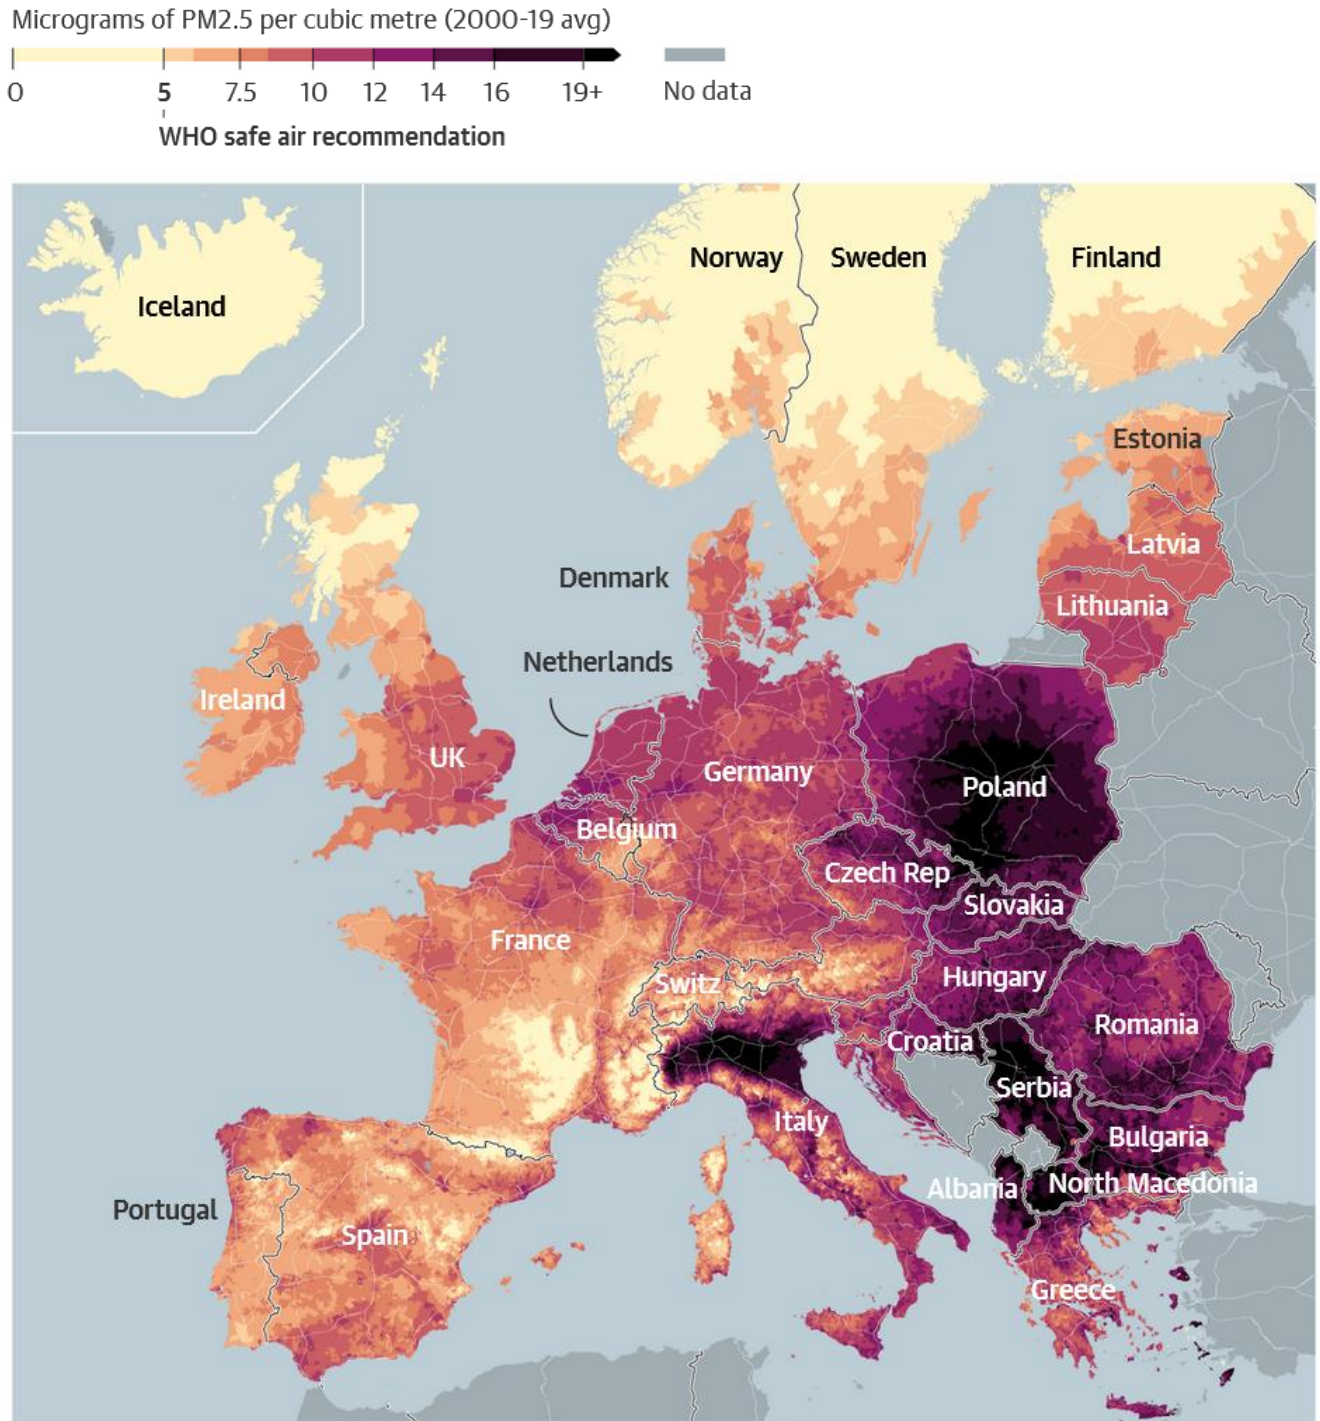 Micrograms of PM2.5 per cubic metre (2000-19 avg)
0 5 7.5 10 12 14 16 19+ No data
WHO safe air recommendation
Norway Sweden Finland
Iceland
Estonia
Latvia
Denmark
Lithuania
Netherlands
Ireland
UK
Germany
Poland
Belgium
Czech Rep
Slovakia
France
Switz
Hungary
Romania
Croatia
Serbia
Italy
Bulgaria
Albania North Macedonia
Portugal
Spain
Greece